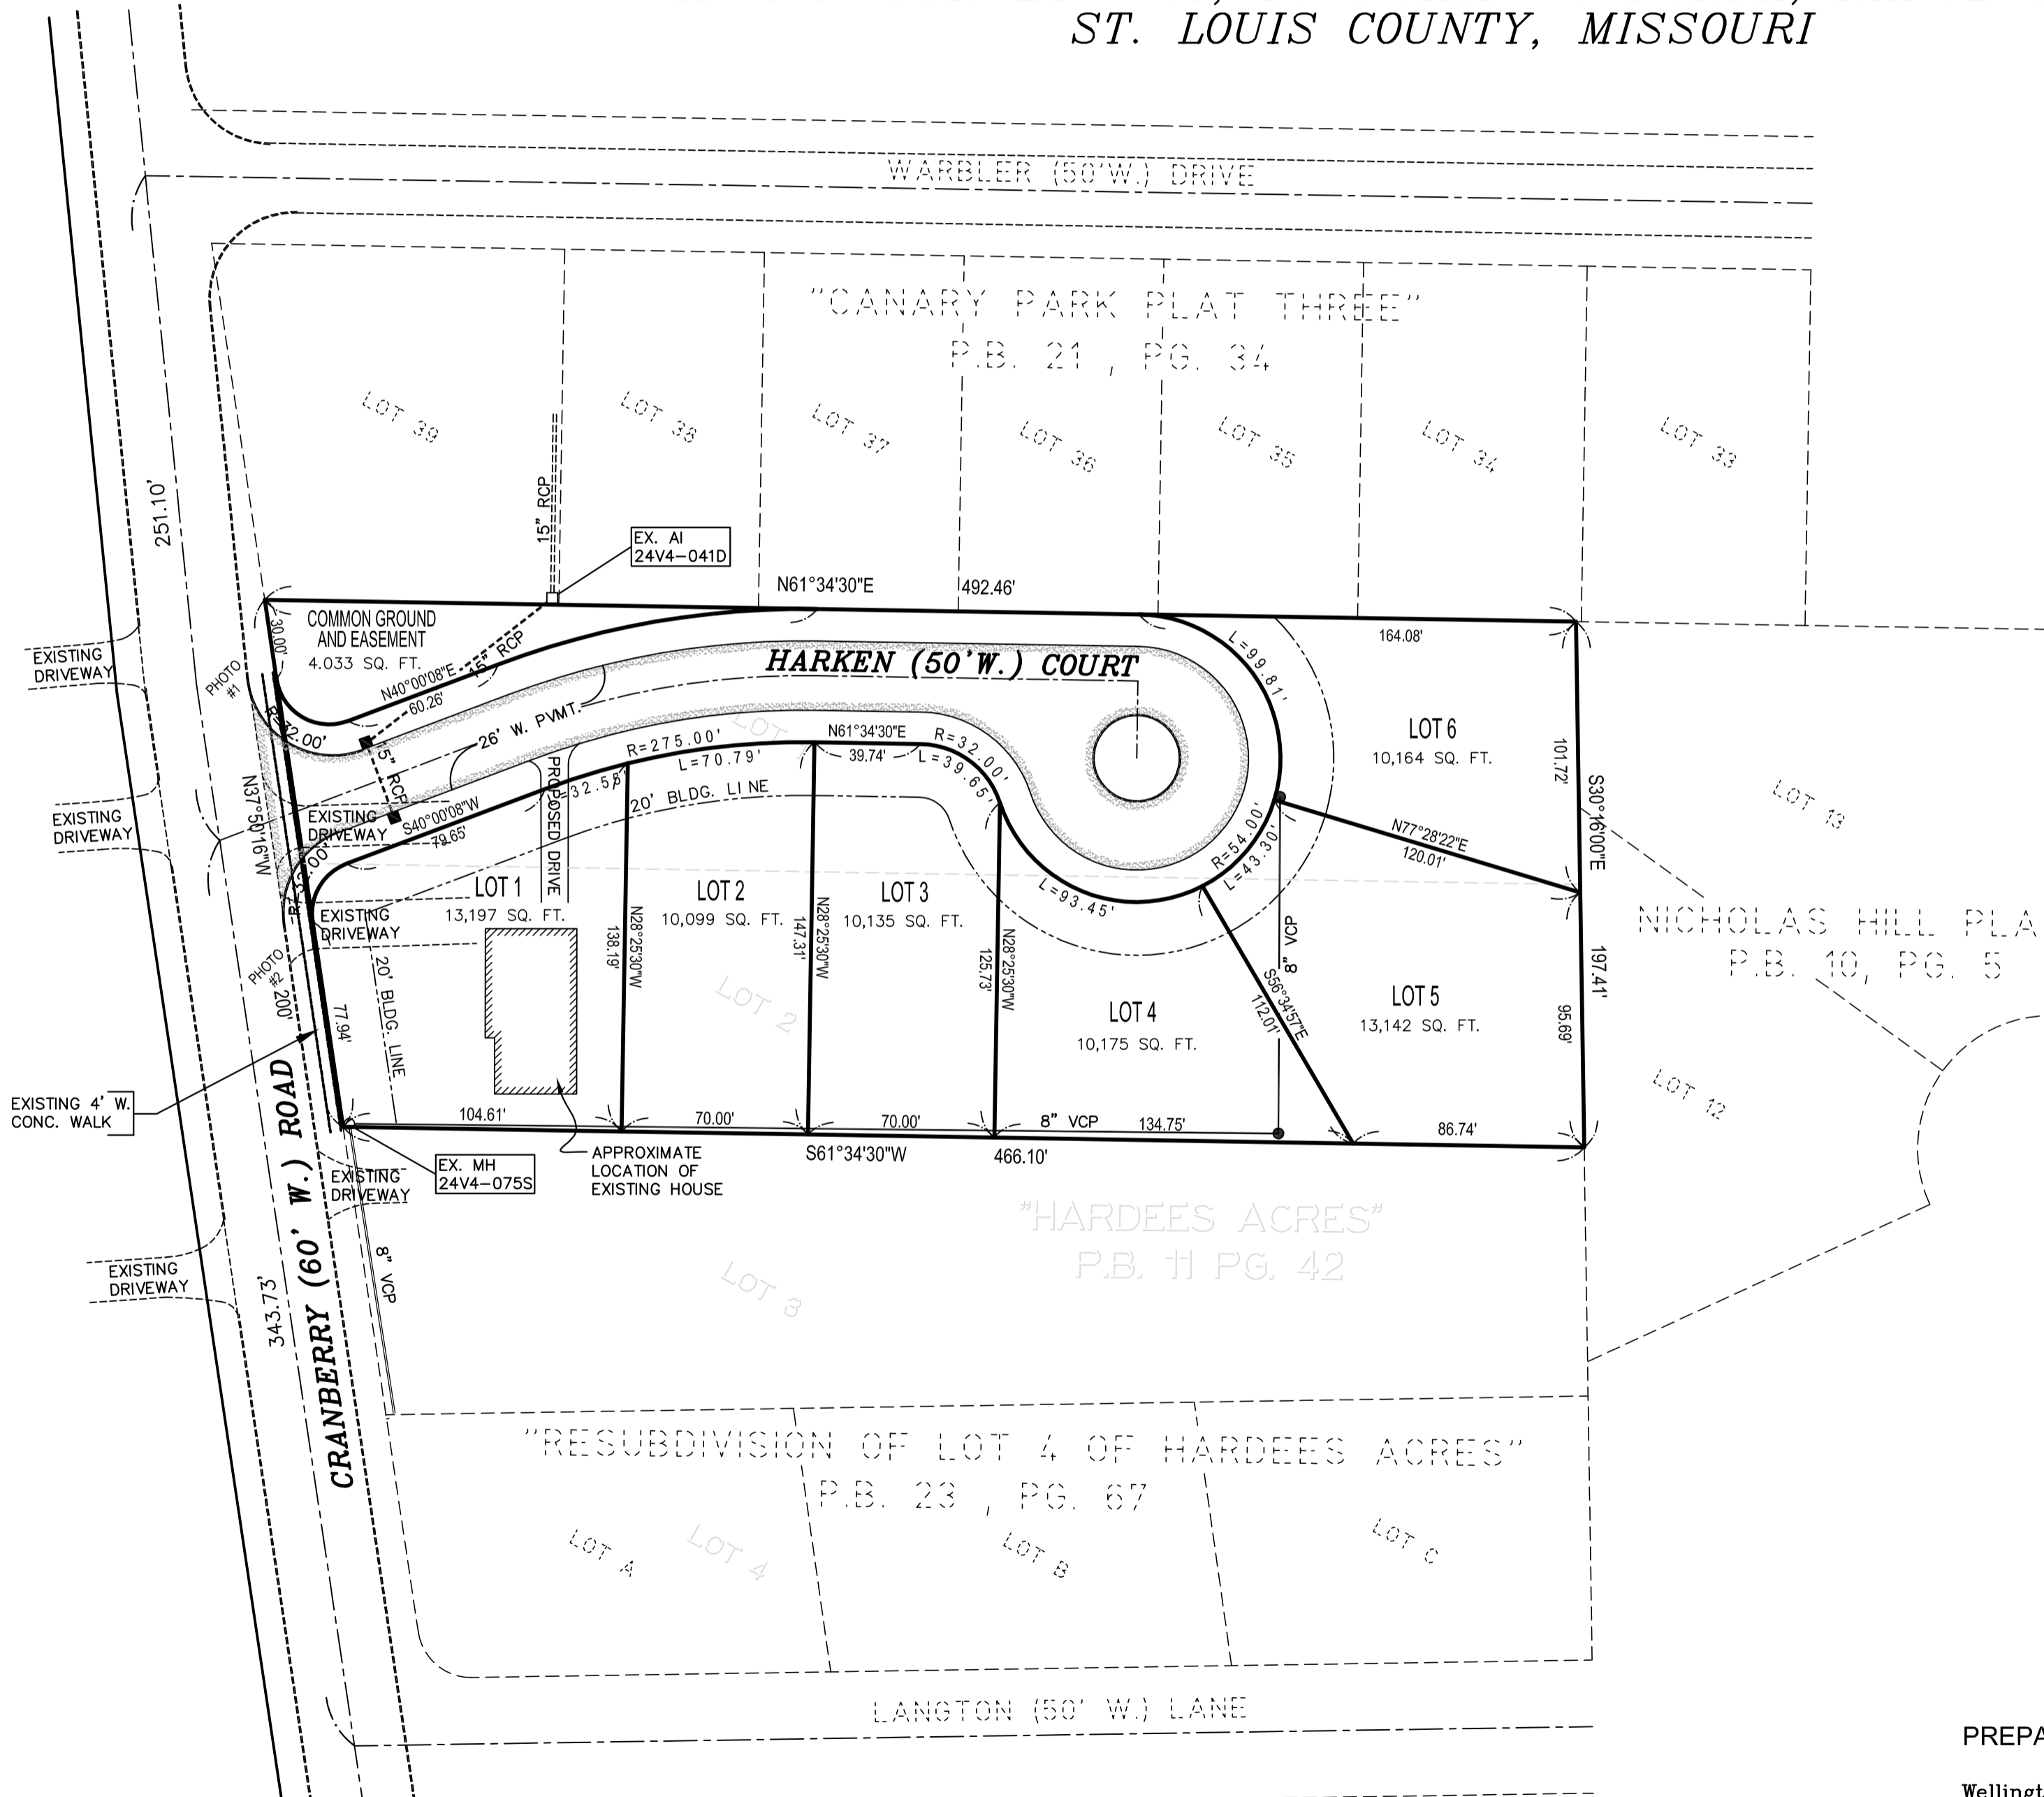 ST. LOUIS COUNTY, MISSOURI
WARBLER (50'W.) DRIVE
"CANARY PARK PLAT THREE"
P.B. 21 , PG. 34
LOT 39
LOT 38
LOT 37
LOT 36
LOT 35
LOT 34
LOT 33
251.10'
15" RCP
EX. AI
24V4-041D
N61°34'30"E
492.46'
COMMON GROUND
AND EASEMENT
4.033 SQ. FT.
30.00'
EXISTING
DRIVEWAY
PHOTO
#1
N40°00'08"E
60.26'
15" RCP
HARKEN (50'W.) COURT
L=99.81'
164.08'
LOT 6
10,164 SQ. FT.
101.72'
S30°16'00"E
LOT 13
R=32.00'
26' W. PVMT.
15" RCP
R=275.00'
L=70.79'
N61°34'30"E
39.74'
R=32.00'
L=39.65'
N37°50'16"W
EXISTING
DRIVEWAY
EXISTING
DRIVEWAY
S40°00'08"W
79.65'
PROPOSED DRIVE
L=32.55'
20' BLDG. LINE
R=54.00'
L=43.30'
N77°28'22"E
120.01'
R=32.00'
LOT 1
13,197 SQ. FT.
LOT 2
10,099 SQ. FT.
LOT 3
10,135 SQ. FT.
L=93.45'
EXISTING
DRIVEWAY
138.19'
N28°25'30"W
147.31'
N28°25'30"W
125.73'
N28°25'30"W
8" VCP
S56°34'57"E
112.01'
NICHOLAS HILL PLA
P.B. 10, PG. 5
197.41'
PHOTO
#2
200'
20' BLDG. LINE
77.94'
LOT 2
LOT 4
10,175 SQ. FT.
LOT 5
13,142 SQ. FT.
95.69'
LOT 12
EXISTING 4' W.
CONC. WALK
104.61'
70.00'
70.00'
8" VCP
134.75'
86.74'
S61°34'30"W
466.10'
APPROXIMATE
LOCATION OF
EXISTING HOUSE
EX. MH
24V4-075S
EXISTING
DRIVEWAY
"HARDEES ACRES"
P.B. 11 PG. 42
LOT 3
8" VCP
EXISTING
DRIVEWAY
343.73'
CRANBERRY (60' W.) ROAD
"RESUBDIVISION OF LOT 4 OF HARDEES ACRES"
P.B. 23 , PG. 67
LOT A
LOT 4
LOT B
LOT C
LANGTON (50' W.) LANE
PREPA
Wellingt